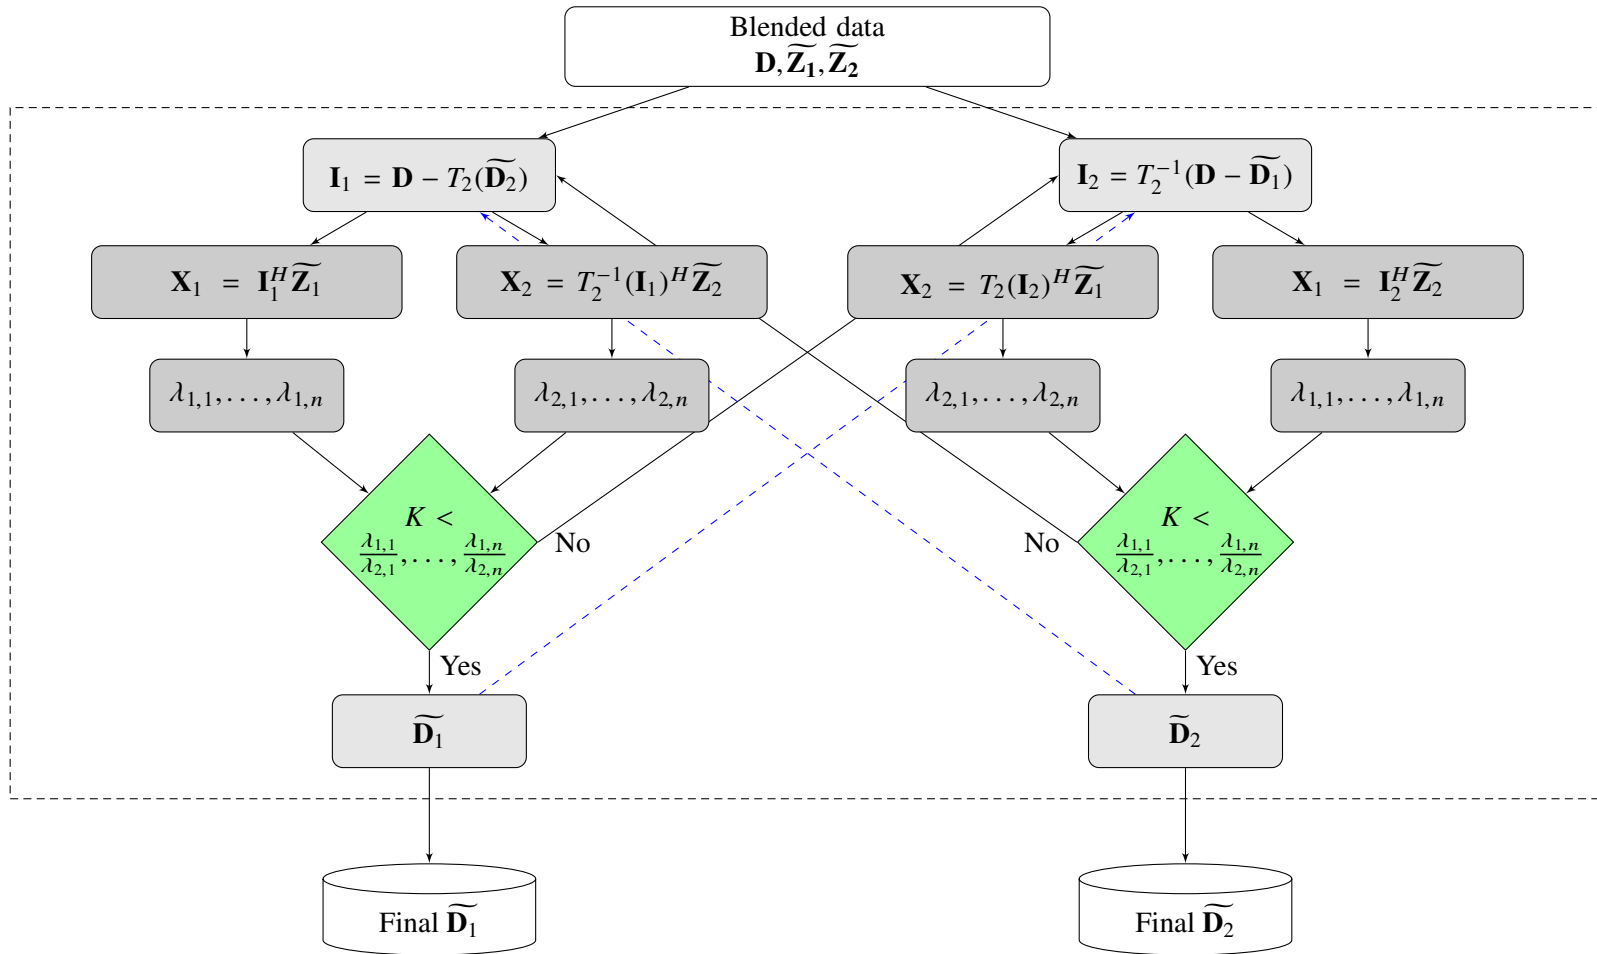 Blended data
𝐃, 𝐙̃₁, 𝐙̃₂
𝐈₁ = 𝐃 − T₂(𝐃̃₂)
𝐈₂ = T₂⁻¹(𝐃 − 𝐃̃₁)
𝐗₁ = 𝐈₁ᴴ𝐙̃₁
𝐗₂ = T₂⁻¹(𝐈₁)ᴴ𝐙̃₂
𝐗₂ = T₂(𝐈₂)ᴴ𝐙̃₁
𝐗₁ = 𝐈₂ᴴ𝐙̃₂
λ₁,₁, . . . , λ₁,ₙ
λ₂,₁, . . . , λ₂,ₙ
λ₂,₁, . . . , λ₂,ₙ
λ₁,₁, . . . , λ₁,ₙ
K <
λ₁,₁/λ₂,₁, . . . , λ₁,ₙ/λ₂,ₙ
No
No
K <
λ₁,₁/λ₂,₁, . . . , λ₁,ₙ/λ₂,ₙ
Yes
Yes
𝐃̃₁
𝐃̃₂
Final 𝐃̃₁
Final 𝐃̃₂